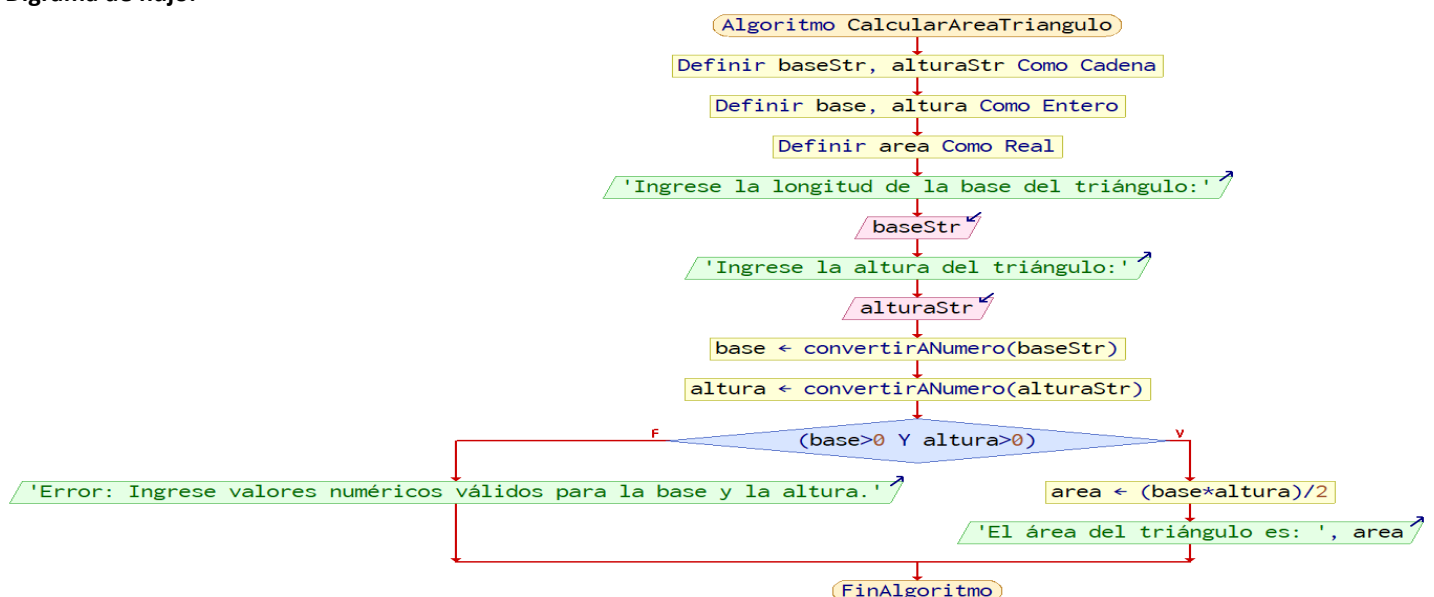 Algoritmo CalcularAreaTriangulo
Definir baseStr, alturaStr Como Cadena
Definir base, altura Como Entero
Definir area Como Real
'Ingrese la longitud de la base del triángulo:'
baseStr
'Ingrese la altura del triángulo:'
alturaStr
base ← convertirANumero(baseStr)
altura ← convertirANumero(alturaStr)
F
(base>0 Y altura>0)
V
'Error: Ingrese valores numéricos válidos para la base y la altura.'
area ← (base*altura)/2
'El área del triángulo es: ', area
FinAlgoritmo